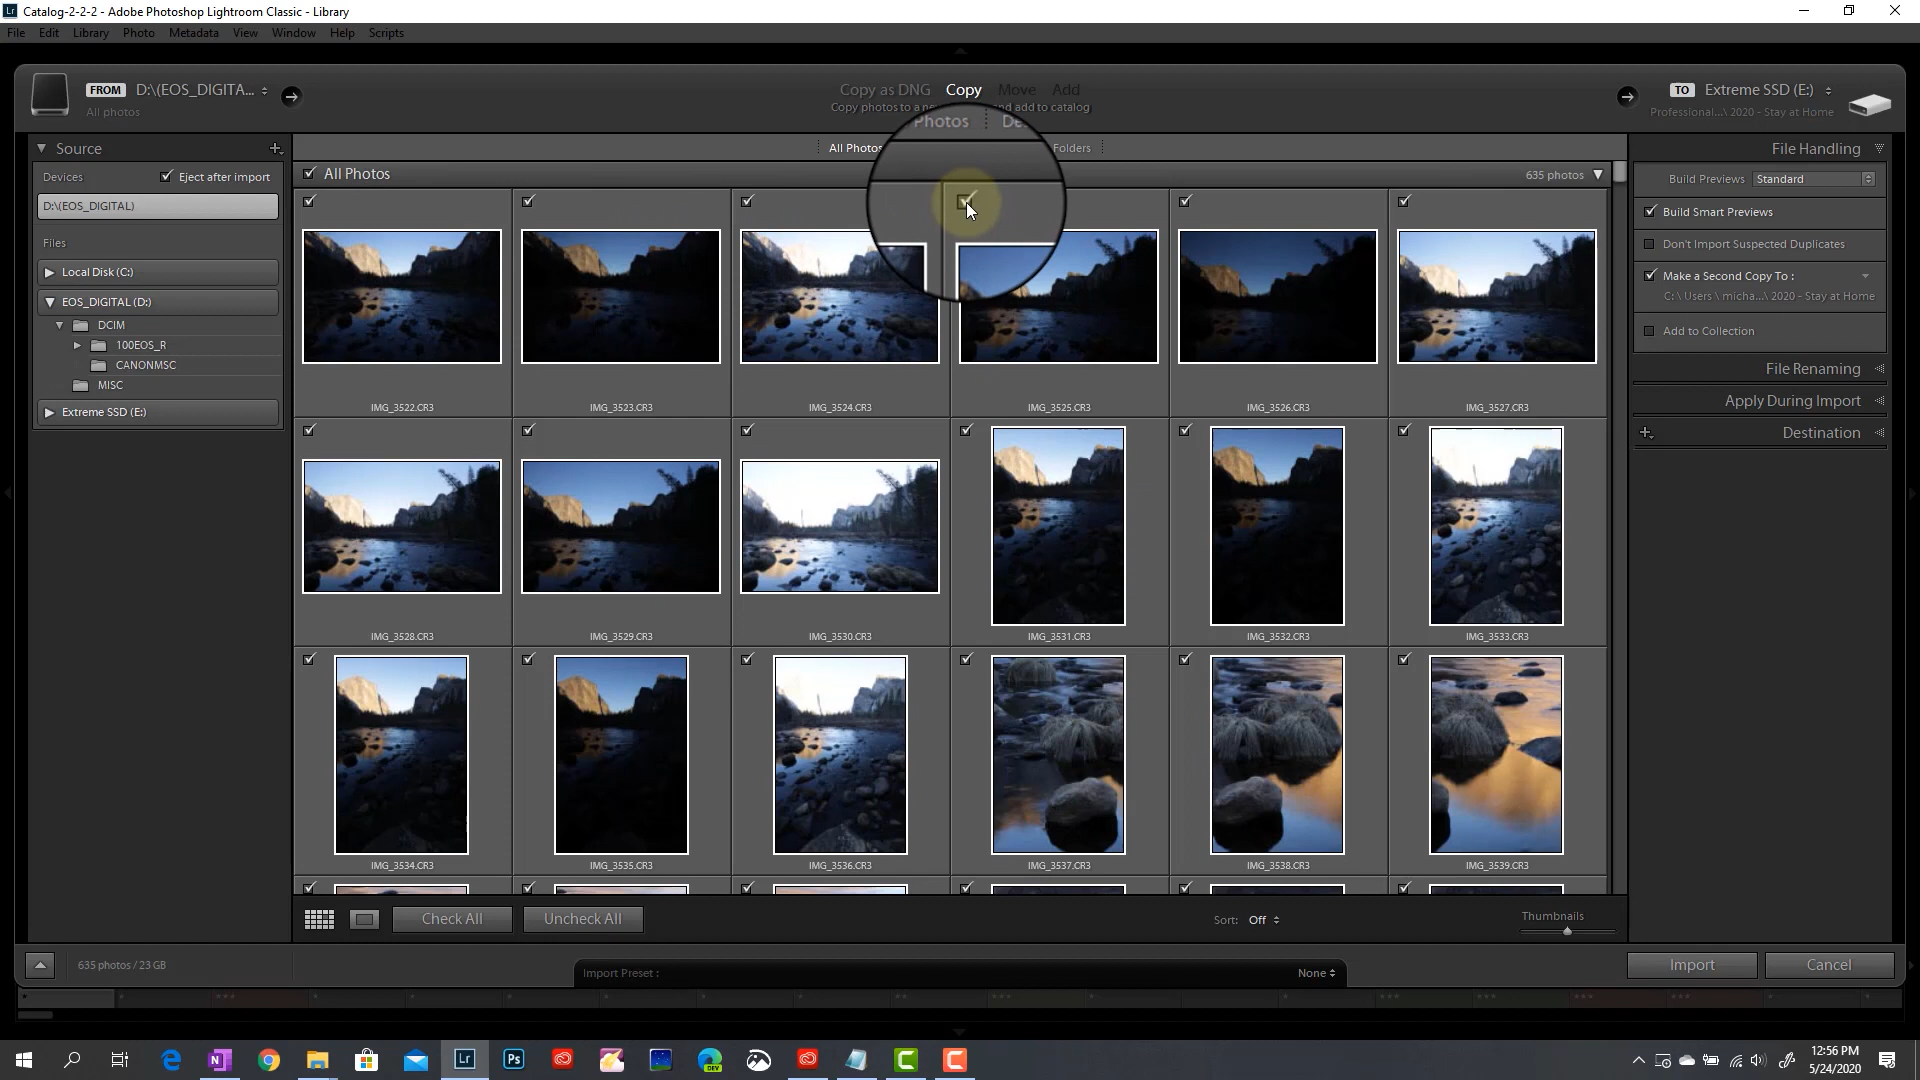 Catalog-2-2-2 - Adobe Photoshop Lightroom Classic - Library
File Edit Library Photo Metadata View Window Help Scripts
FROM D:\(EOS_DIGITA...
All photos
Copy as DNG Copy Move Add
Copy photos to a ne and add to catalog
TO Extreme SSD (E:)
Professional...\ 2020 - Stay at Home
Photos
Source
All Photos
Folders
File Handling
Devices Eject after import
D:\(EOS_DIGITAL)
Files
Local Disk (C:)
EOS_DIGITAL (D:)
DCIM
100EOS_R
CANONMSC
MISC
Extreme SSD (E:)
All Photos 635 photos
IMG_3522.CR3 IMG_3523.CR3 IMG_3524.CR3 IMG_3525.CR3 IMG_3526.CR3 IMG_3527.CR3
IMG_3528.CR3 IMG_3529.CR3 IMG_3530.CR3 IMG_3531.CR3 IMG_3532.CR3 IMG_3533.CR3
IMG_3534.CR3 IMG_3535.CR3 IMG_3536.CR3 IMG_3537.CR3 IMG_3538.CR3 IMG_3539.CR3
Build Previews Standard
Build Smart Previews
Don't Import Suspected Duplicates
Make a Second Copy To :
C: \ Users \ micha...\ 2020 - Stay at Home
Add to Collection
File Renaming
Apply During Import
Destination
Check All Uncheck All
Sort: Off
Thumbnails
635 photos / 23 GB
Import Preset : None
Import Cancel
Lr Ps N DEV C C
12:56 PM
5/24/2020